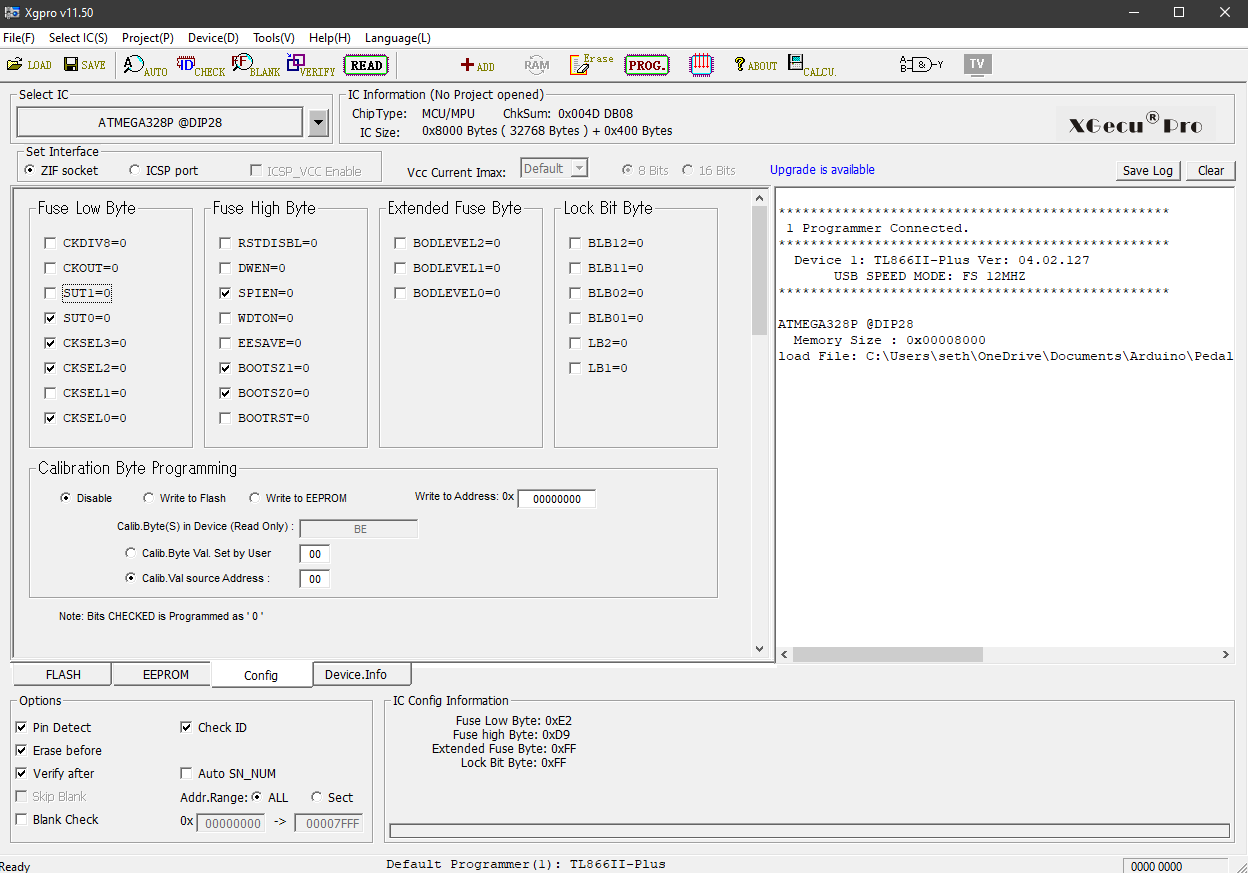 Xgpro v11.50
File(F) Select IC(S) Project(P) Device(D) Tools(V) Help(H) Language(L)
LOAD SAVE AUTO CHECK BLANK VERIFY READ ADD RAM Erase PROG. ABOUT CALCU. A B & Y TV
Select IC
ATMEGA328P @DIP28
IC Information (No Project opened)
ChipType: MCU/MPU ChkSum: 0x004D DB08
IC Size: 0x8000 Bytes ( 32768 Bytes ) + 0x400 Bytes
XGecu® Pro
Set Interface
ZIF socket ICSP port ICSP_VCC Enable
Vcc Current Imax: Default 8 Bits 16 Bits
Upgrade is available
Save Log Clear
Fuse Low Byte
CKDIV8=0
CKOUT=0
SUT1=0
SUT0=0
CKSEL3=0
CKSEL2=0
CKSEL1=0
CKSEL0=0
Fuse High Byte
RSTDISBL=0
DWEN=0
SPIEN=0
WDTON=0
EESAVE=0
BOOTSZ1=0
BOOTSZ0=0
BOOTRST=0
Extended Fuse Byte
BODLEVEL2=0
BODLEVEL1=0
BODLEVEL0=0
Lock Bit Byte
BLB12=0
BLB11=0
BLB02=0
BLB01=0
LB2=0
LB1=0
Calibration Byte Programming
Disable Write to Flash Write to EEPROM Write to Address: 0x 00000000
Calib.Byte(S) in Device (Read Only) : BE
Calib.Byte Val. Set by User 00
Calib.Val source Address : 00
Note: Bits CHECKED is Programmed as ' 0 '
*************************************************
1 Programmer Connected.
*************************************************
Device 1: TL866II-Plus Ver: 04.02.127
USB SPEED MODE: FS 12MHZ
*************************************************
ATMEGA328P @DIP28
Memory Size : 0x00008000
load File: C:\Users\seth\OneDrive\Documents\Arduino\Pedal
FLASH EEPROM Config Device.Info
Options
Pin Detect Check ID
Erase before
Verify after Auto SN_NUM
Skip Blank Addr.Range: ALL Sect
Blank Check 0x 00000000 -> 00007FFF
IC Config Information
Fuse Low Byte: 0xE2
Fuse high Byte: 0xD9
Extended Fuse Byte: 0xFF
Lock Bit Byte: 0xFF
Ready Default Programmer(1): TL866II-Plus 0000 0000